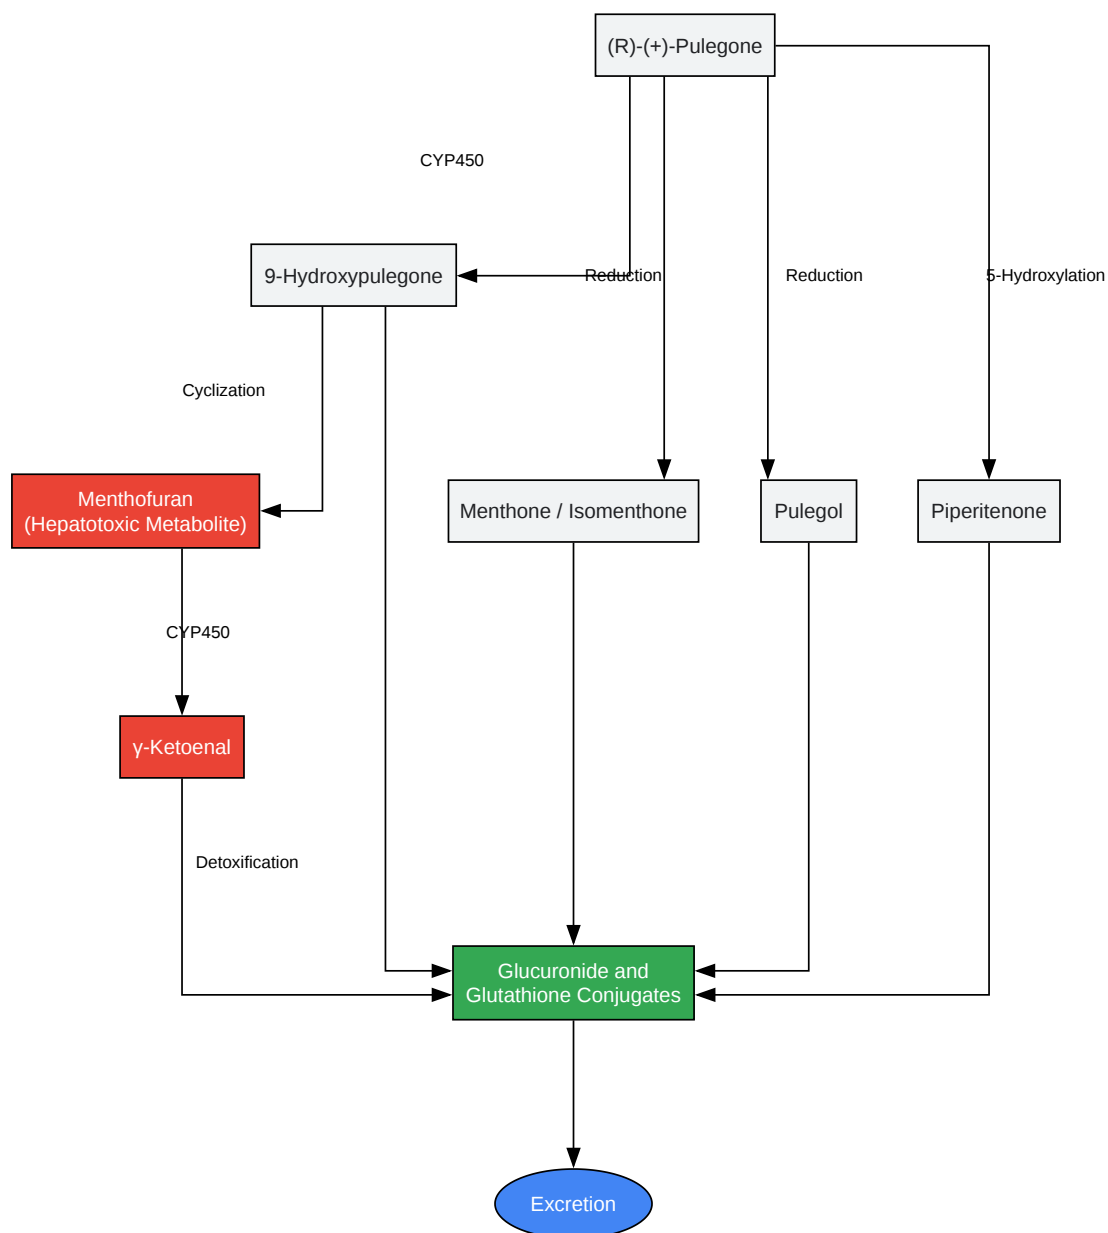 (R)-(+)-Pulegone
CYP450
9-Hydroxypulegone
Reduction
Reduction
5-Hydroxylation
Cyclization
Menthofuran
(Hepatotoxic Metabolite)
Menthone / Isomenthone
Pulegol
Piperitenone
CYP450
γ-Ketoenal
Detoxification
Glucuronide and
Glutathione Conjugates
Excretion